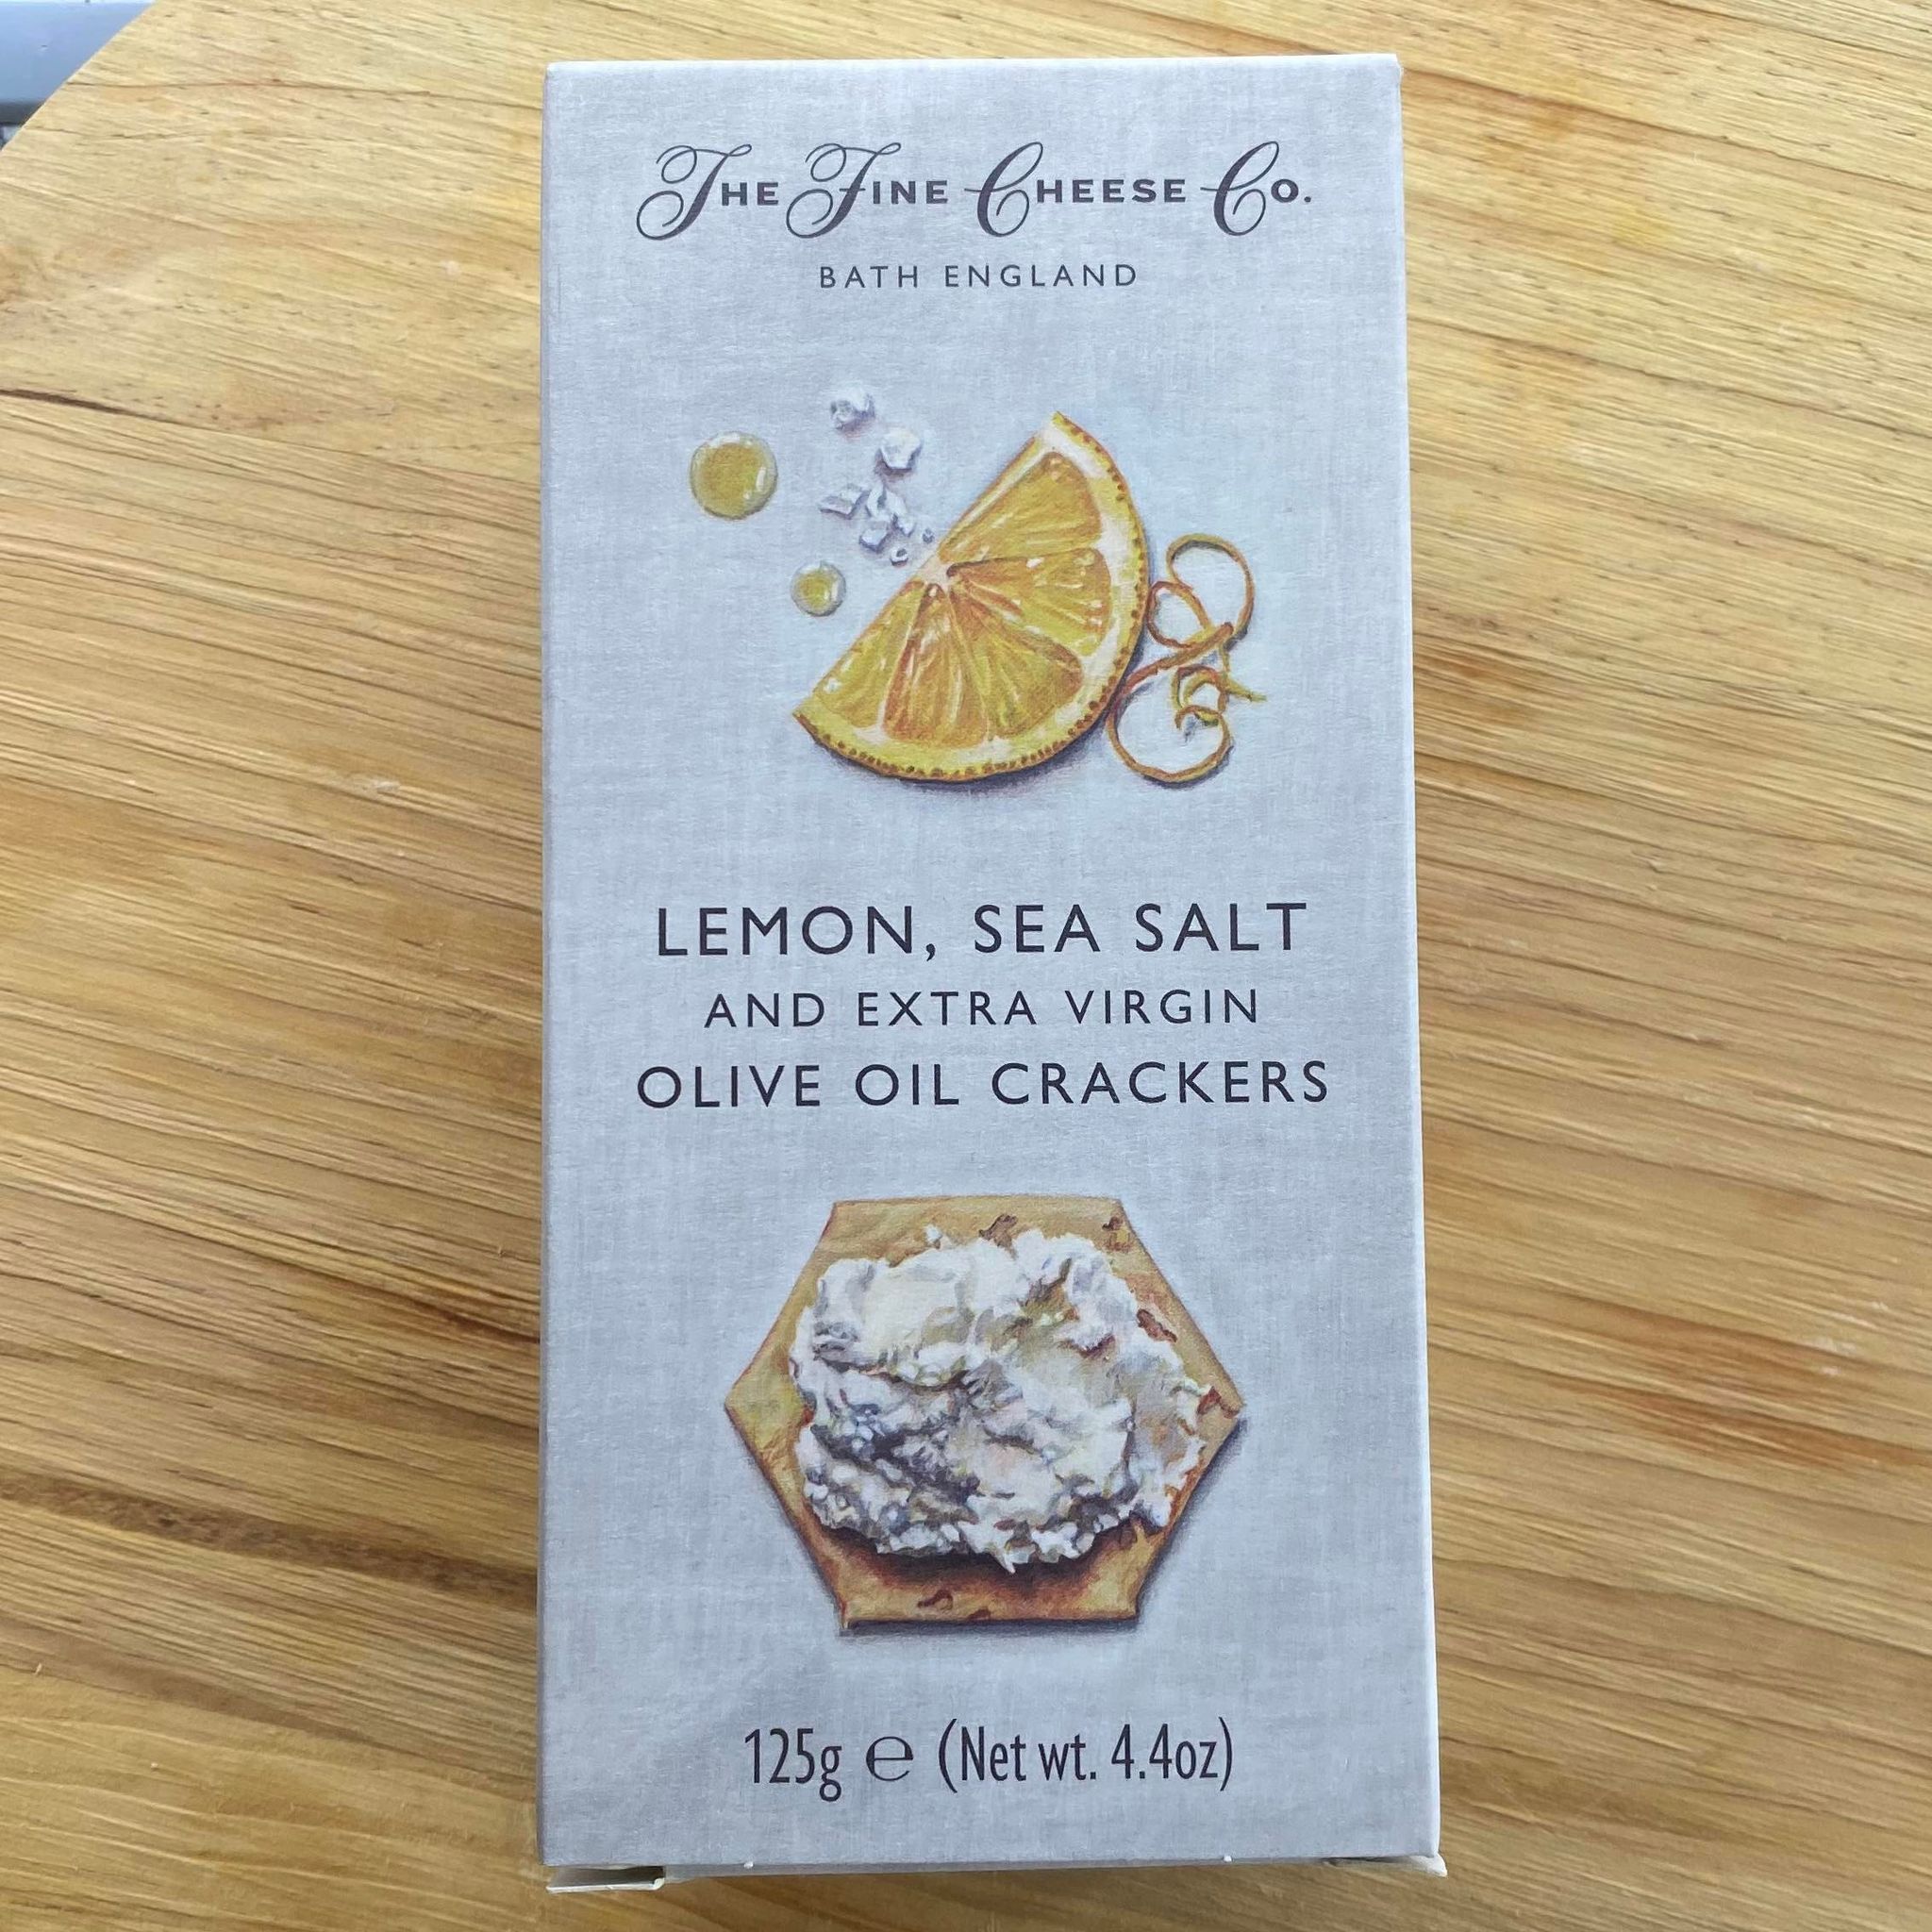 THE FINE CHEESE CO.
BATH ENGLAND
LEMON, SEA SALT
AND EXTRA VIRGIN
OLIVE OIL CRACKERS
125g ℮ (Net wt. 4.4oz)